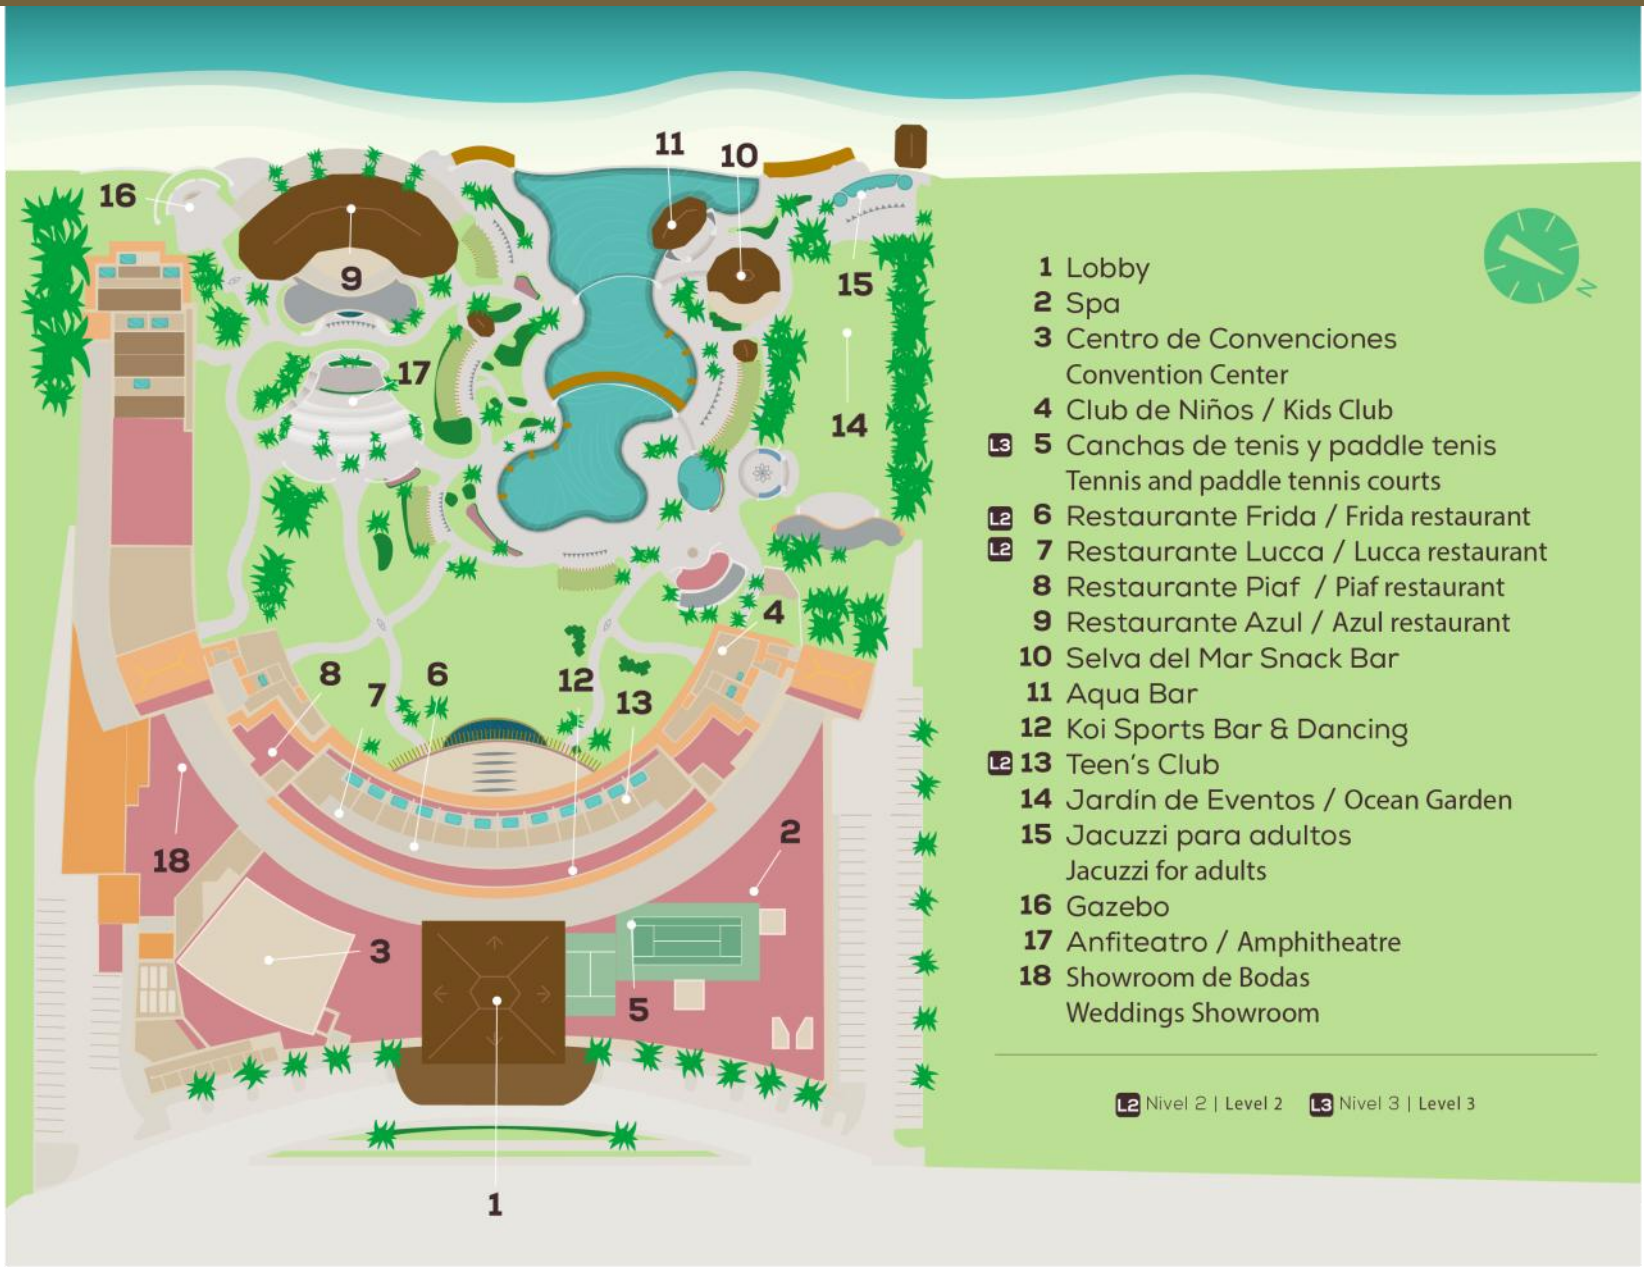 11
10
16
9
15
17
14
4
8
7
6
12
13
2
18
3
5
1
N
1 Lobby
2 Spa
3 Centro de Convenciones
Convention Center
4 Club de Niños / Kids Club
L3 5 Canchas de tenis y paddle tenis
Tennis and paddle tennis courts
L2 6 Restaurante Frida / Frida restaurant
L2 7 Restaurante Lucca / Lucca restaurant
8 Restaurante Piaf / Piaf restaurant
9 Restaurante Azul / Azul restaurant
10 Selva del Mar Snack Bar
11 Aqua Bar
12 Koi Sports Bar & Dancing
L2 13 Teen's Club
14 Jardín de Eventos / Ocean Garden
15 Jacuzzi para adultos
Jacuzzi for adults
16 Gazebo
17 Anfiteatro / Amphitheatre
18 Showroom de Bodas
Weddings Showroom
L2 Nivel 2 | Level 2 L3 Nivel 3 | Level 3